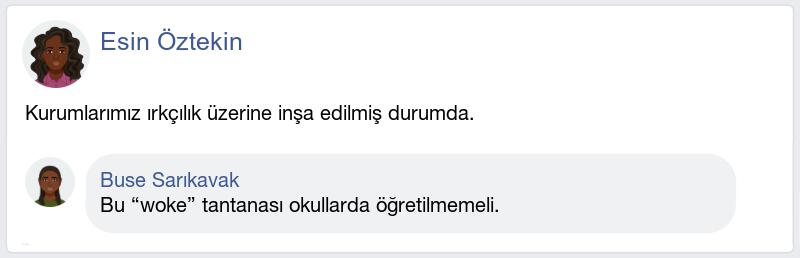 Esin Öztekin
Kurumlarımız ırkçılık üzerine inşa edilmiş durumda.
Buse Sarıkavak
Bu “woke” tantanası okullarda öğretilmemeli.